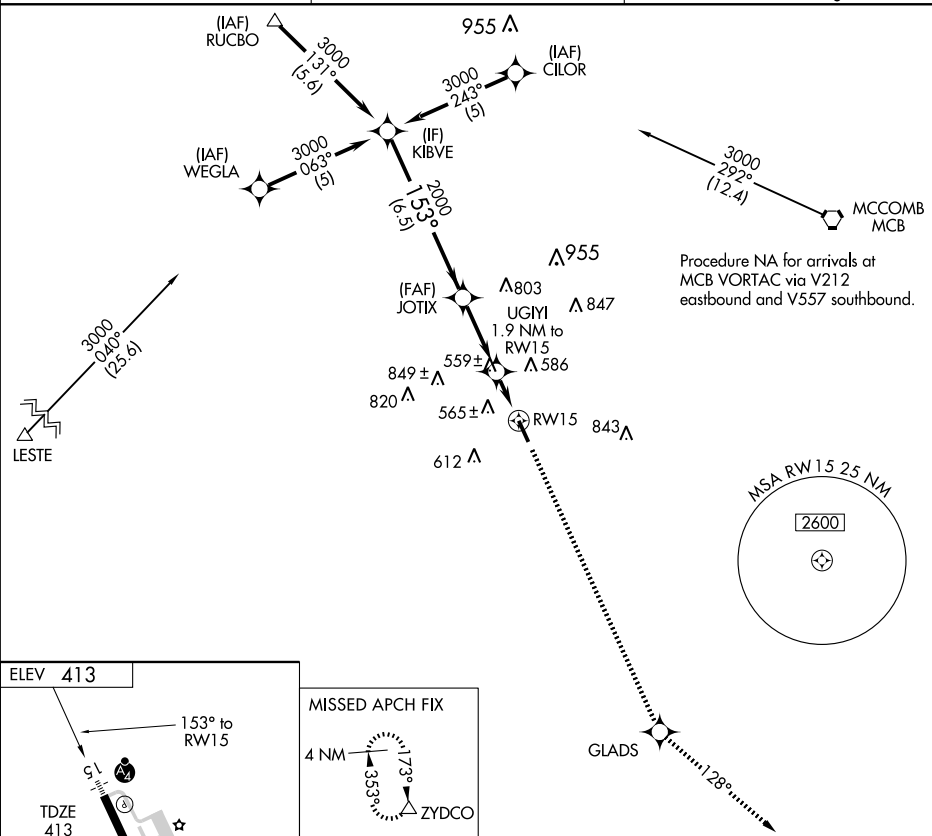 (IAF)
RUCBO
3000
131°
(5.6)
955
(IAF)
CILOR
3000
243°
(5)
(IAF)
WEGLA
3000
063°
(5)
(IF)
KIBVE
2000
153°
(6.5)
3000
292°
(12.4)
MCCOMB
MCB
Procedure NA for arrivals at
MCB VORTAC via V212
eastbound and V557 southbound.
955
(FAF)
JOTIX
803
847
UGIYI
1.9 NM to
RW15
3000
040°
(25.6)
LESTE
559±
586
849±
820
565±
RW15
843
612
MSA RW15 25 NM
2600
ELEV 413
153° to
RW15
15
A4
P
TDZE
413
MISSED APCH FIX
4 NM
353°
173°
ZYDCO
GLADS
128°